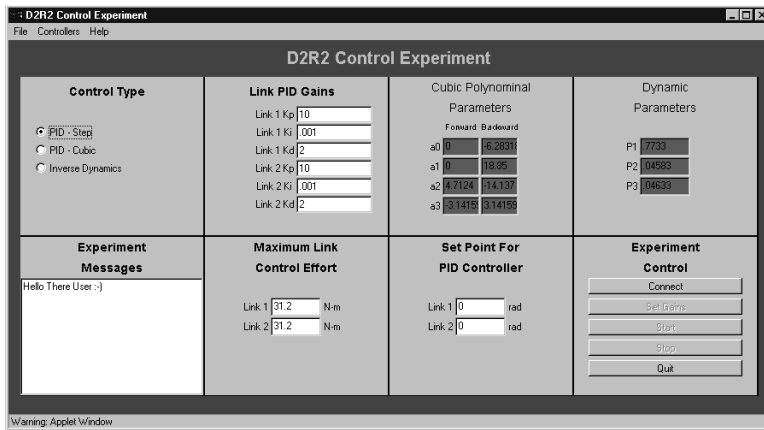 D2R2 Control Experiment
File Controllers Help
D2R2 Control Experiment
Control Type
PID - Step
PID - Cubic
Inverse Dynamics
Link PID Gains
Link 1 Kp 10
Link 1 Ki .001
Link 1 Kd 2
Link 2 Kp 10
Link 2 Ki .001
Link 2 Kd 2
Cubic Polynominal
Parameters
Forward Backward
a0 0 -6.28318
a1 0 18.85
a2 4.7124 -14.137
a3 -3.1415 3.14159
Dynamic
Parameters
P1 .7733
P2 .04583
P3 .04633
Experiment
Messages
Hello There User :-)
Maximum Link
Control Effort
Link 1 31.2 N-m
Link 2 31.2 N-m
Set Point For
PID Controller
Link 1 0 rad
Link 2 0 rad
Experiment
Control
Connect
Set Gains
Start
Stop
Quit
Warning: Applet Window